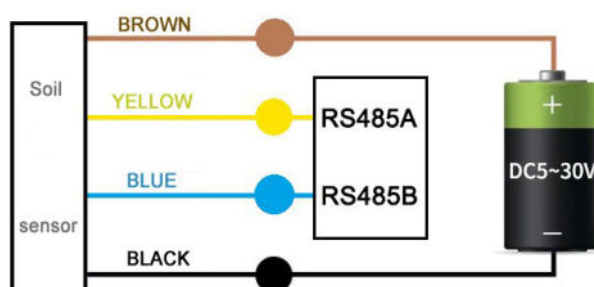 BROWN
Soil
YELLOW
RS485A
+
DC5~30V
BLUE
RS485B
sensor
BLACK
−